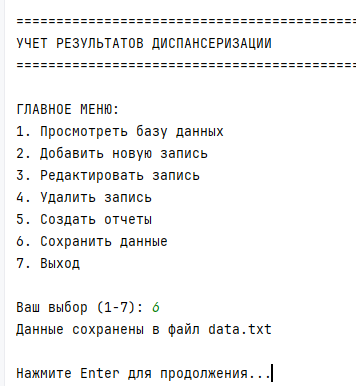 ===========================================
УЧЕТ РЕЗУЛЬТАТОВ ДИСПАНСЕРИЗАЦИИ
===========================================
ГЛАВНОЕ МЕНЮ:
1. Просмотреть базу данных
2. Добавить новую запись
3. Редактировать запись
4. Удалить запись
5. Создать отчеты
6. Сохранить данные
7. Выход
Ваш выбор (1-7): 6
Данные сохранены в файл data.txt
Нажмите Enter для продолжения...